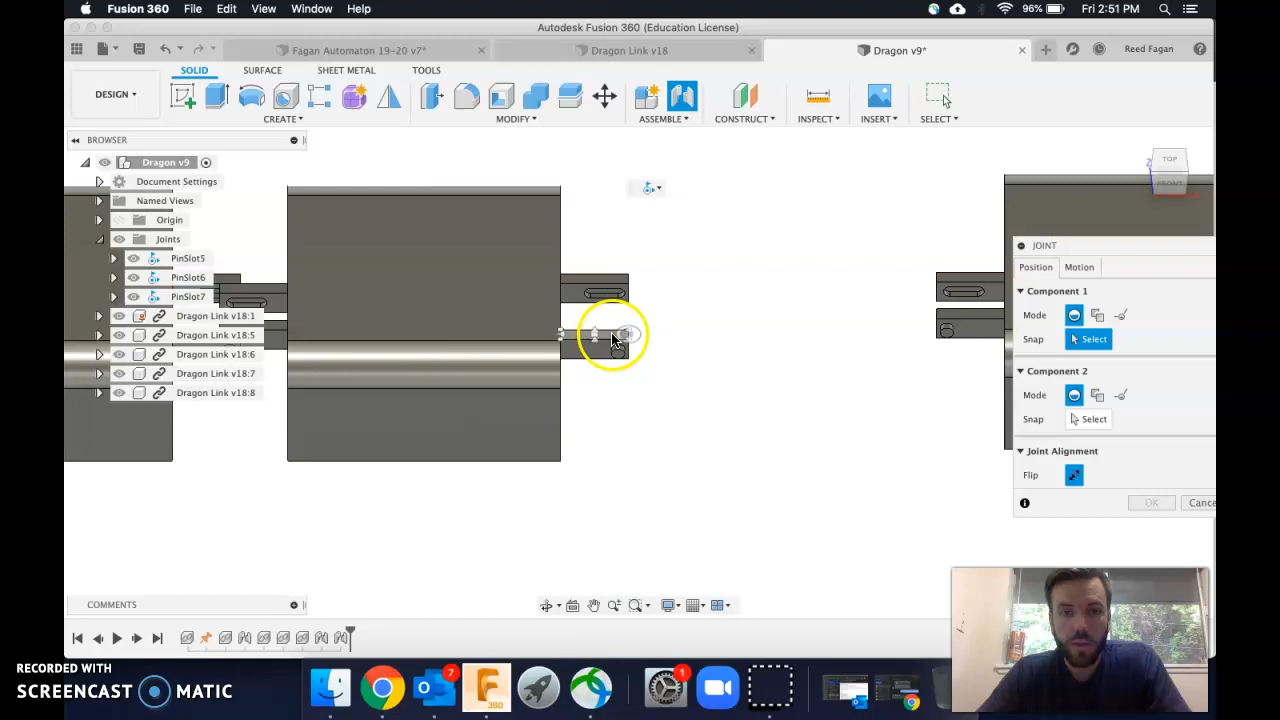 Fusion 360 File Edit View Window Help 96% Fri 2:51 PM
Autodesk Fusion 360 (Education License)
Fagan Automaton 19-20 v7* Dragon Link v18 Dragon v9* Reed Fagan
SOLID SURFACE SHEET METAL TOOLS
DESIGN
CREATE MODIFY ASSEMBLE CONSTRUCT INSPECT INSERT SELECT
BROWSER
Dragon v9
Document Settings
Named Views
Origin
Joints
PinSlot5
PinSlot6
PinSlot7
Dragon Link v18:1
Dragon Link v18:5
Dragon Link v18:6
Dragon Link v18:7
Dragon Link v18:8
Z
TOP
FRONT
JOINT
Position Motion
Component 1
Mode
Snap Select
Component 2
Mode
Snap Select
Joint Alignment
Flip
OK Cance
COMMENTS
RECORDED WITH
SCREENCAST MATIC
7
F
360
1